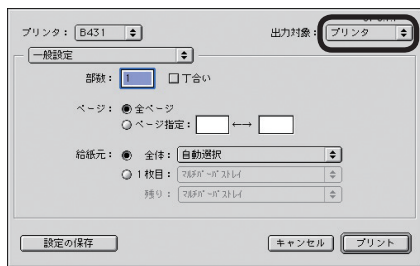 プリンタ： B431 出力対象： プリンタ
一般設定
部数： 1 丁合い
ページ： 全ページ
ページ指定： ←→
給紙元： 全体： 自動選択
1枚目： マルチパーパストレイ
残り： マルチパーパストレイ
設定の保存 キャンセル プリント